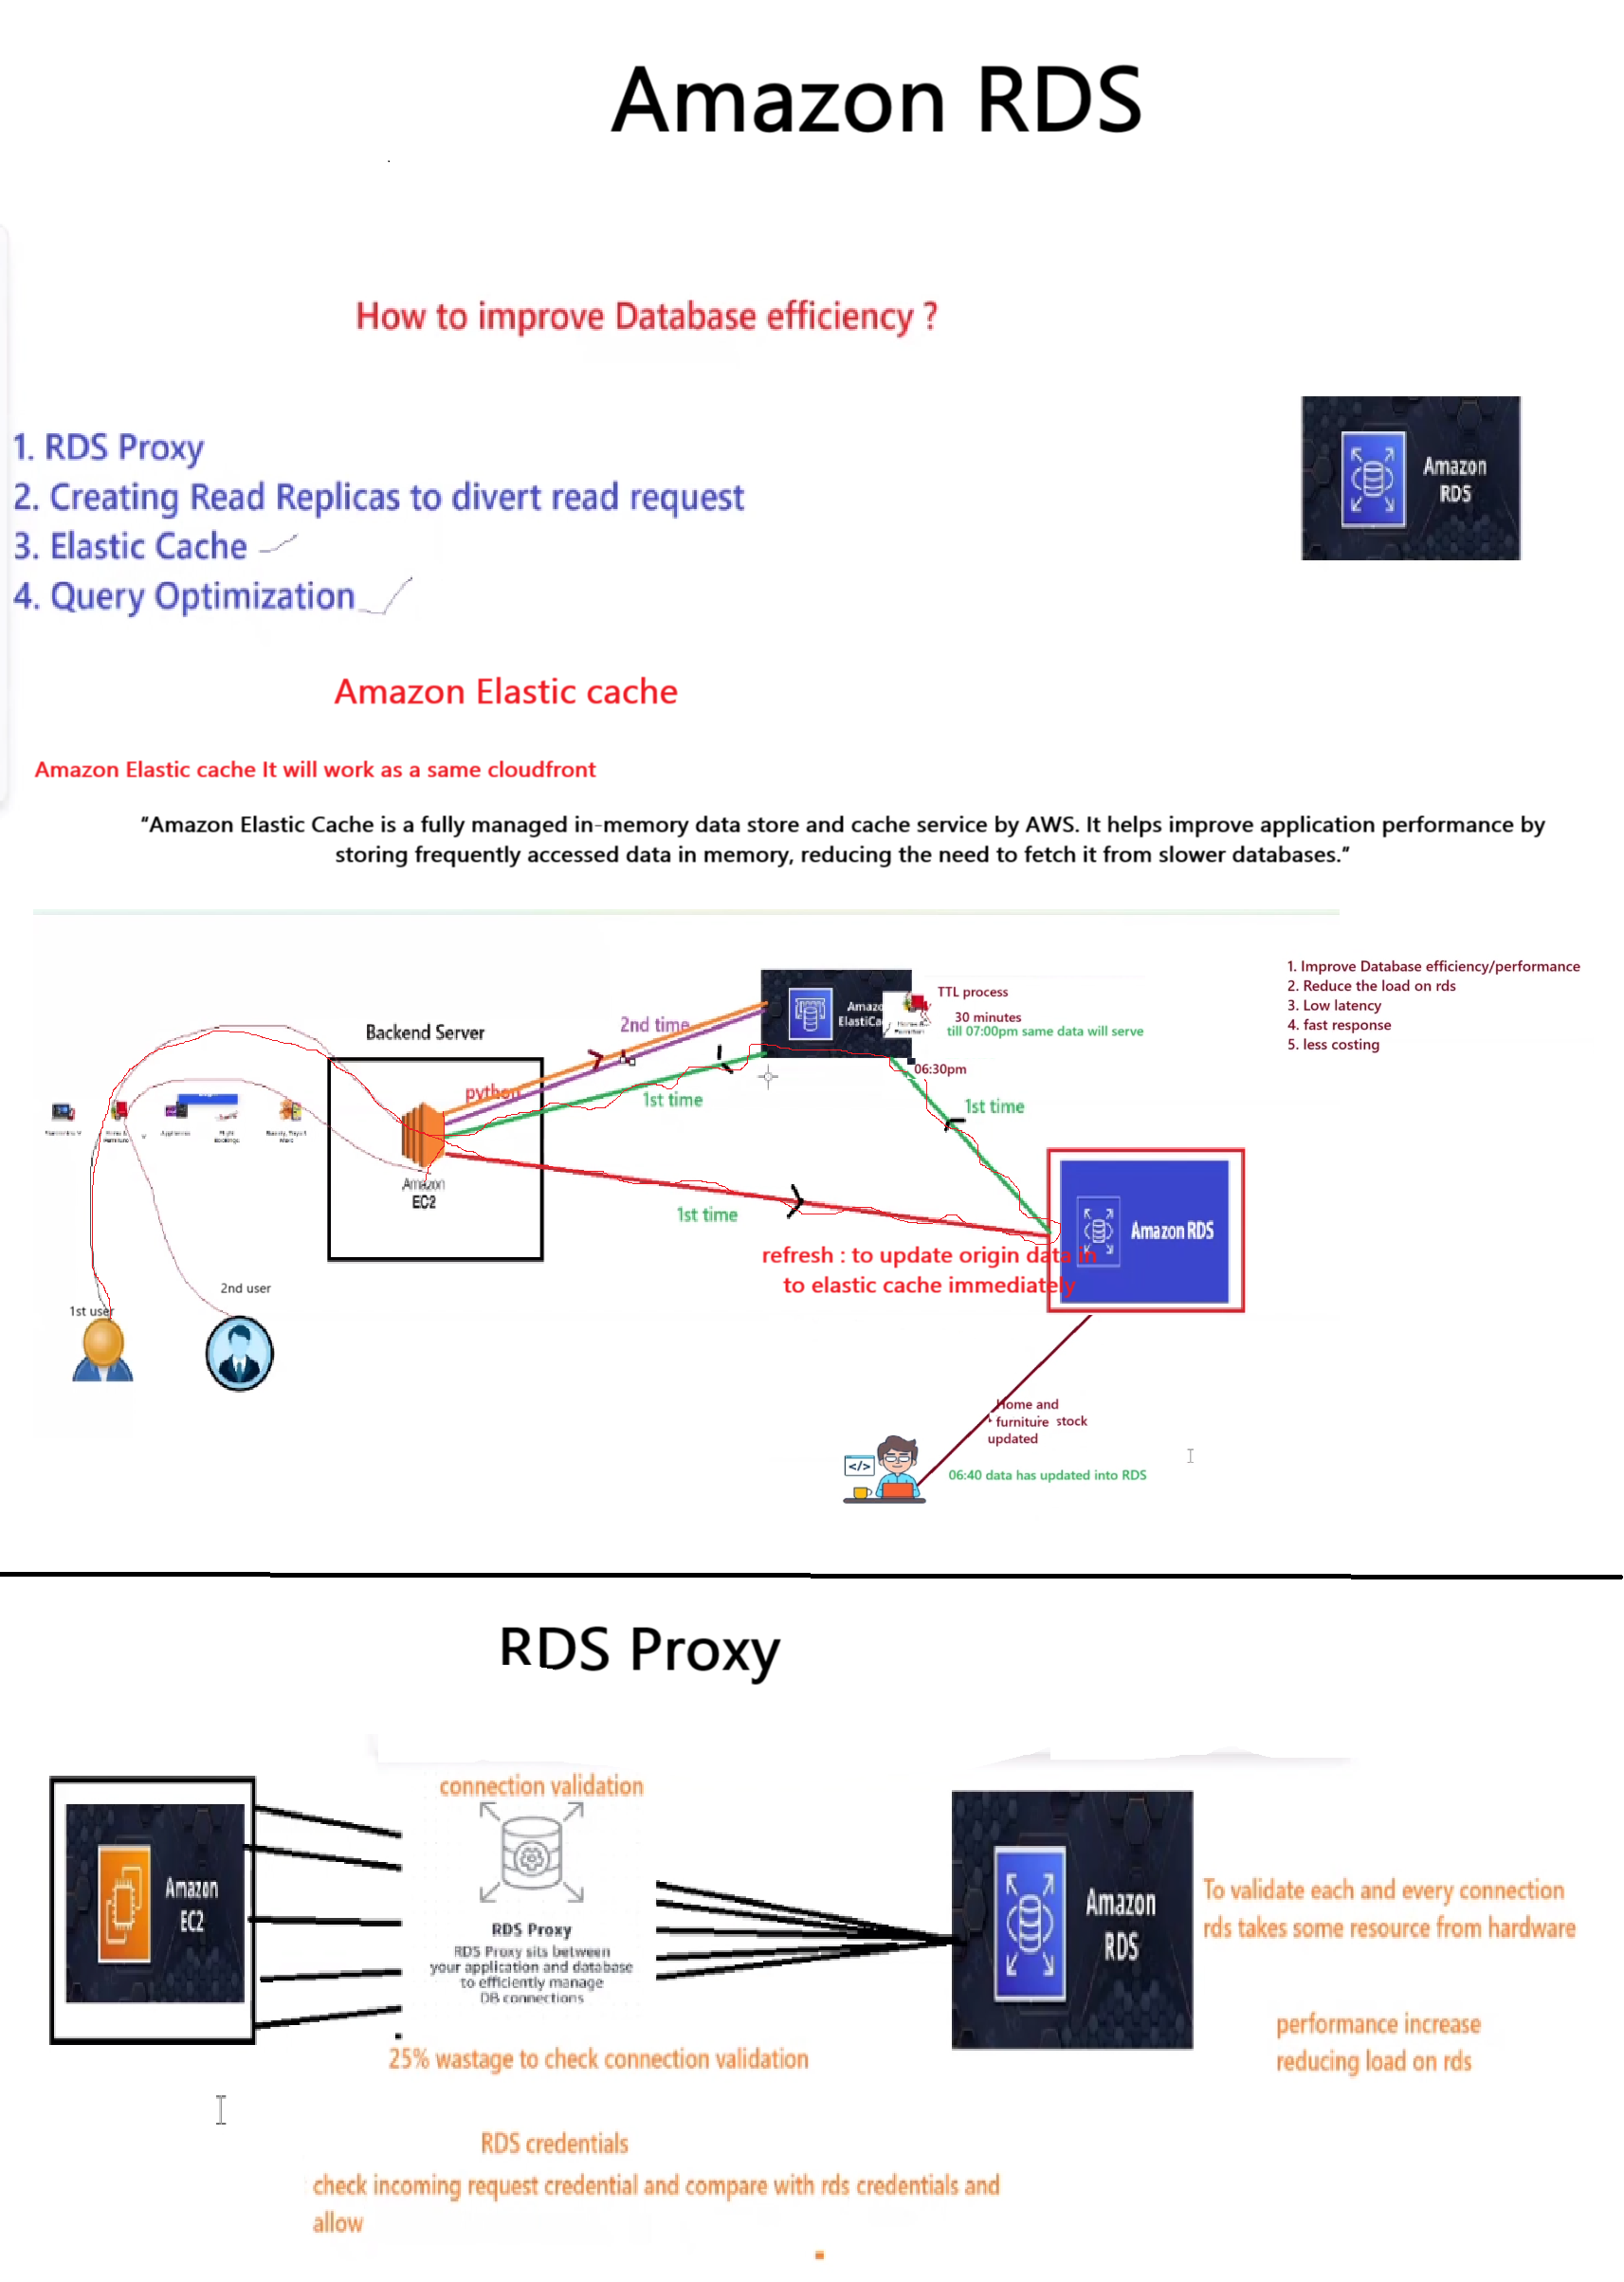 Amazon RDS
How to improve Database efficiency ?
1. RDS Proxy
2. Creating Read Replicas to divert read request
3. Elastic Cache
4. Query Optimization
Amazon
RDS
Amazon Elastic cache
Amazon Elastic cache It will work as a same cloudfront
“Amazon Elastic Cache is a fully managed in-memory data store and cache service by AWS. It helps improve application performance by
storing frequently accessed data in memory, reducing the need to fetch it from slower databases.”
1. Improve Database efficiency/performance
2. Reduce the load on rds
3. Low latency
4. fast response
5. less costing
Amazo
ElastiCa
TTL process
30 minutes
till 07:00pm same data will serve
06:30pm
Backend Server
2nd time
python
1st time
1st time
Amazon
EC2
1st time
Amazon RDS
refresh : to update origin data in
to elastic cache immediately
1st user
2nd user
Home and
furniture stock
updated
06:40 data has updated into RDS
RDS Proxy
connection validation
Amazon
EC2
RDS Proxy
RDS Proxy sits between
your application and database
to efficiently manage
DB connections
Amazon
RDS
To validate each and every connection
rds takes some resource from hardware
performance increase
reducing load on rds
25% wastage to check connection validation
RDS credentials
check incoming request credential and compare with rds credentials and
allow